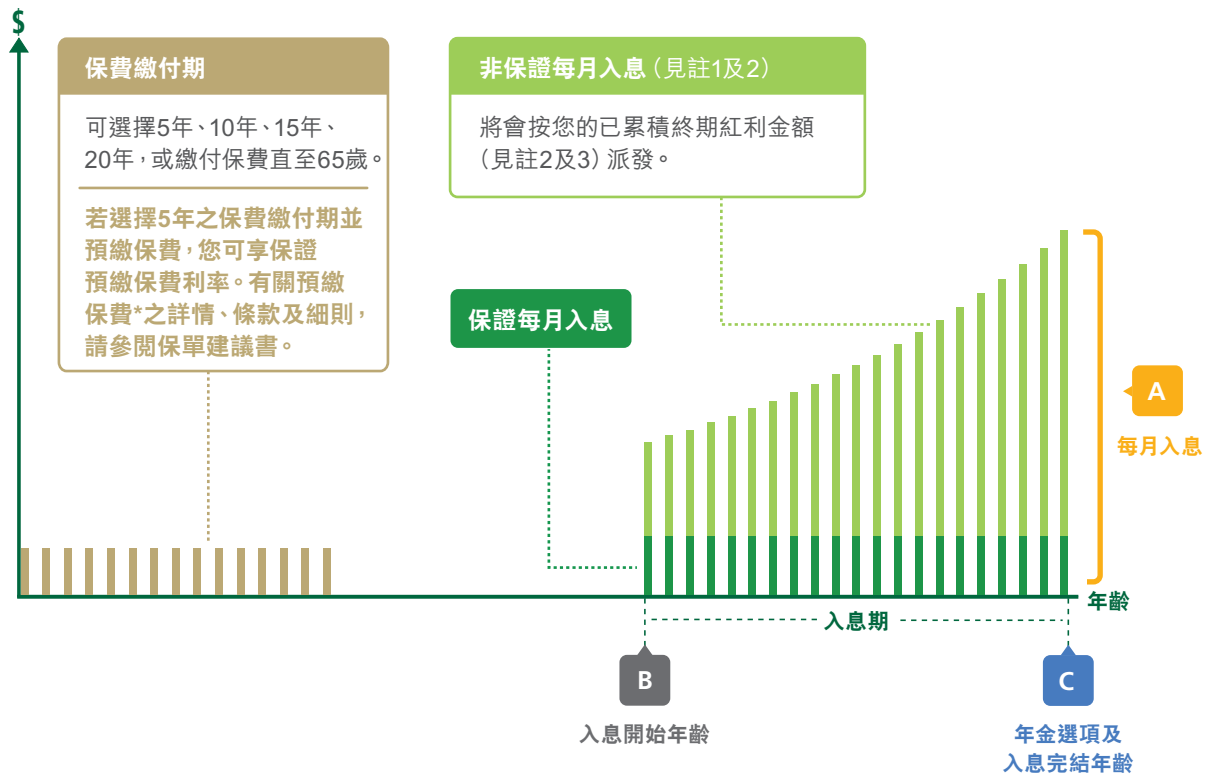 $
保費繳付期
可選擇5年、10年、15年、
20年，或繳付保費直至65歲。
若選擇5年之保費繳付期並
預繳保費，您可享保證
預繳保費利率。有關預繳
保費*之詳情、條款及細則，
請參閱保單建議書。
非保證每月入息（見註1及2）
將會按您的已累積終期紅利金額
（見註2及3）派發。
保證每月入息
A
每月入息
年齡
入息期
B
入息開始年齡
C
年金選項及
入息完結年齡